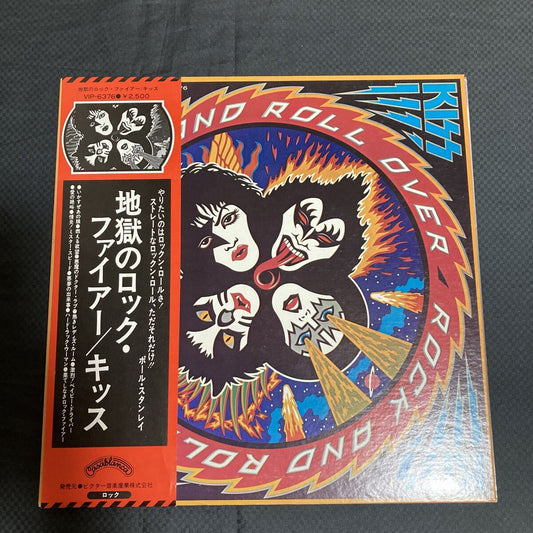 地獄のロック・ファイアー/キッス
VIP-6376● ¥2,500
やりたいのはロックン・ロールさ!
ストレートなロックン・ロール、ただそれだけ!!
ポール・スタンレイ
地獄のロック・
ファイアー/キッス
Casablanca
発売元●ビクター音楽産業株式会社
ロック
KISS
AND ROLL OVER
ROCK AND ROL